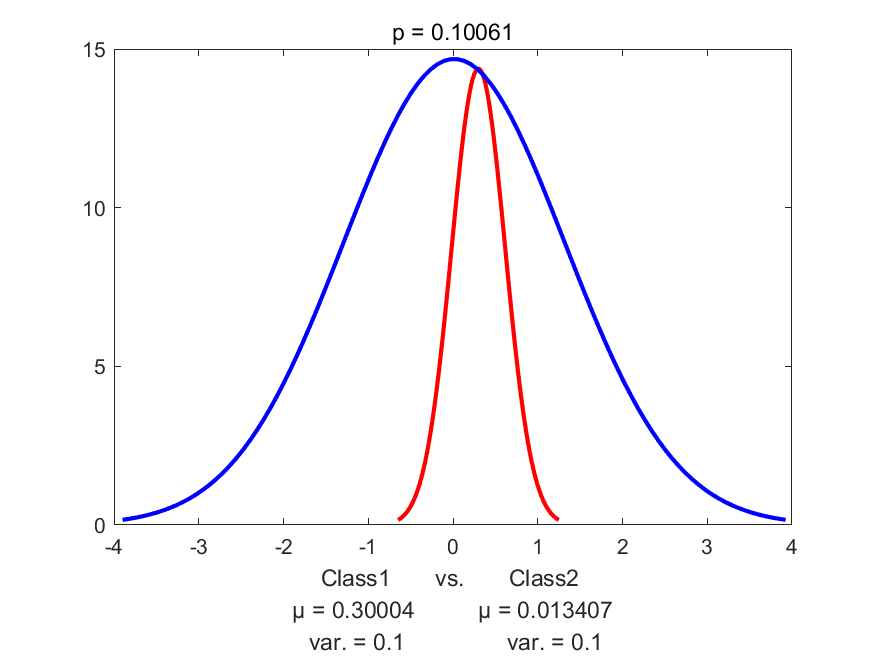 p = 0.10061
15
10
5
0
-4 -3 -2 -1 0 1 2 3 4
Class1 vs. Class2
μ = 0.30004 μ = 0.013407
var. = 0.1 var. = 0.1